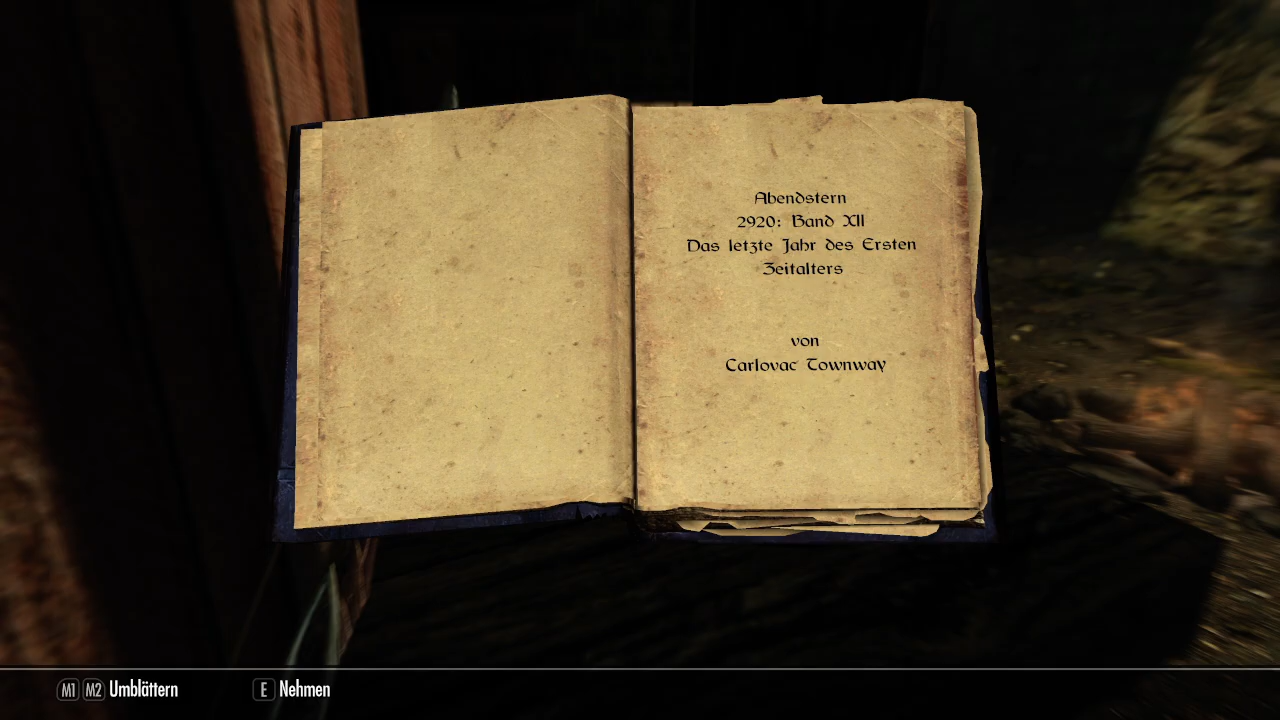 Abendstern
2920: Band XII
Das letzte Jahr des Ersten
Zeitalters
von
Carlovac Townway
M1 M2 Umblättern E Nehmen